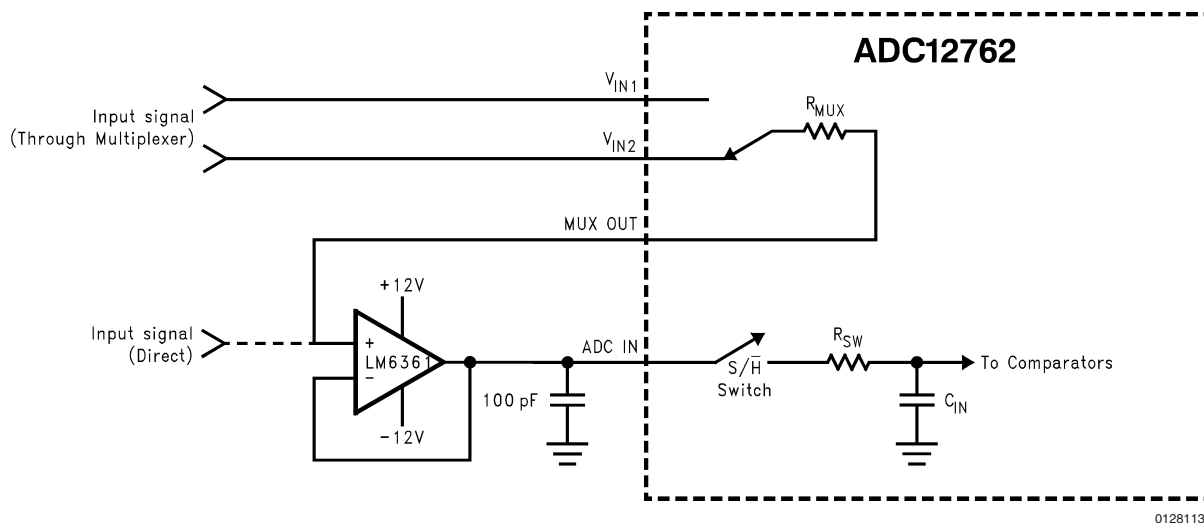 ADC12762
V_IN1
Input signal
(Through Multiplexer)
R_MUX
V_IN2
MUX OUT
+12V
Input signal
(Direct)
+
LM6361
−
-12V
100 pF
ADC IN
S/H̅
Switch
R_SW
To Comparators
C_IN
0128113